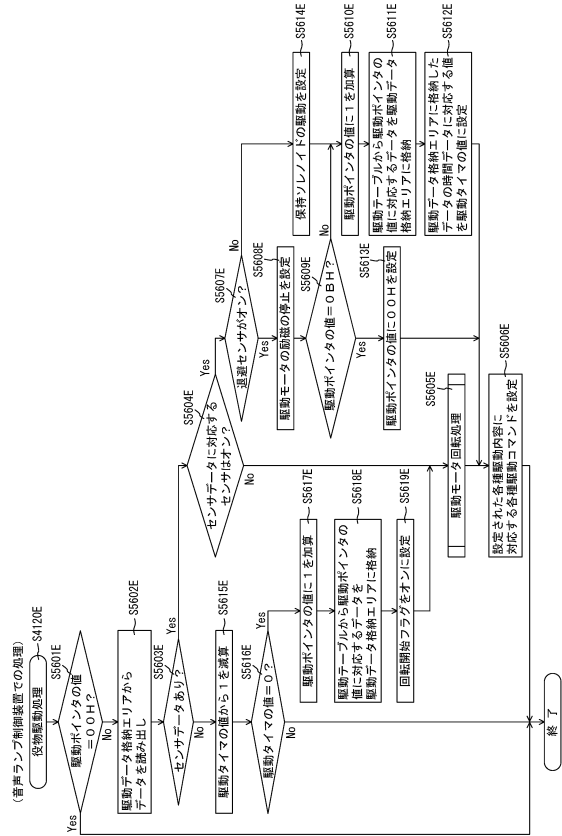 (音声ランプ制御装置での処理)
役物駆動処理
S4120E
S5601E
駆動ポインタの値
=00H?
Yes
No
S5602E
駆動データ格納エリアから
データを読み出し
S5603E
センサデータあり?
Yes
No
S5604E
センサデータに対応する
センサはオン?
Yes
No
S5607E
退避センサがオン?
No
Yes
S5614E
保持ソレノイドの駆動を設定
S5608E
駆動モータの励磁の停止を設定
S5609E
駆動ポインタの値=0BH?
No
Yes
S5610E
駆動ポインタの値に1を加算
S5611E
駆動テーブルから駆動ポインタの
値に対応するデータを駆動データ
格納エリアに格納
S5612E
駆動データ格納エリアに格納した
データの時間データに対応する値
を駆動タイマの値に設定
S5613E
駆動ポインタの値に00Hを設定
S5615E
駆動タイマの値から1を減算
S5616E
駆動タイマの値=0?
Yes
No
S5617E
駆動ポインタの値に1を加算
S5618E
駆動テーブルから駆動ポインタの
値に対応するデータを
駆動データ格納エリアに格納
S5619E
回転開始フラグをオンに設定
S5605E
駆動モータ回転処理
S5606E
設定された各種駆動内容に
対応する各種駆動コマンドを設定
終了